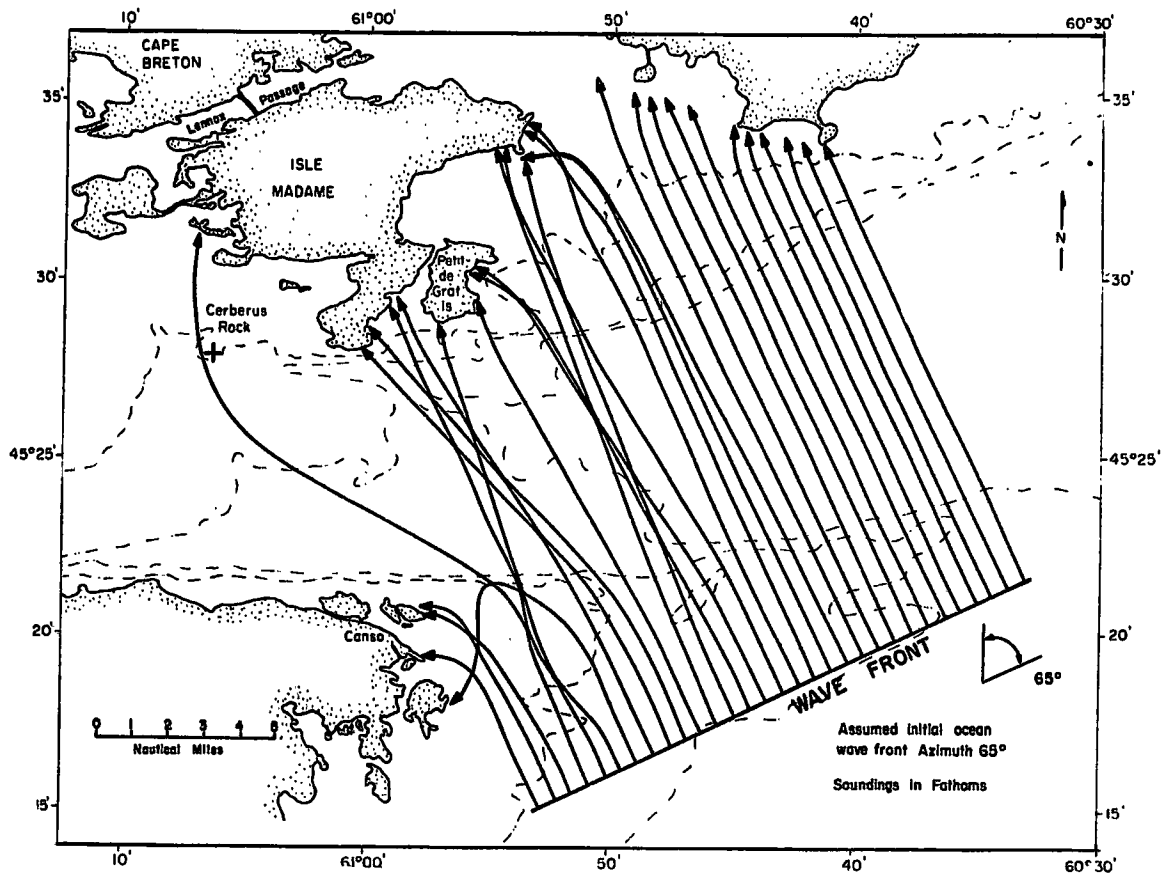 10'
61°00'
50'
40'
60°30'
CAPE
BRETON
35'
Lennox Passage
35'
ISLE
MADAME
N
30'
Petit-
de
Grat
Is
30'
Cerberus
Rock
45°25'
45°25'
20'
Canso
20'
WAVE FRONT
65°
0 1 2 3 4 5
Nautical Miles
Assumed initial ocean
wave front Azimuth 65°
Soundings in Fathoms
15'
15'
10'
61°00'
50'
40'
60°30'